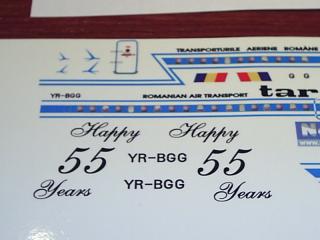 TRANSPORTURILE AERIENE ROMÂNE
G G
YR-BGG
ROMANIAN AIR TRANSPORT
tar
Happy Happy
55 YR-BGG 55
YR-BGG
Years Years